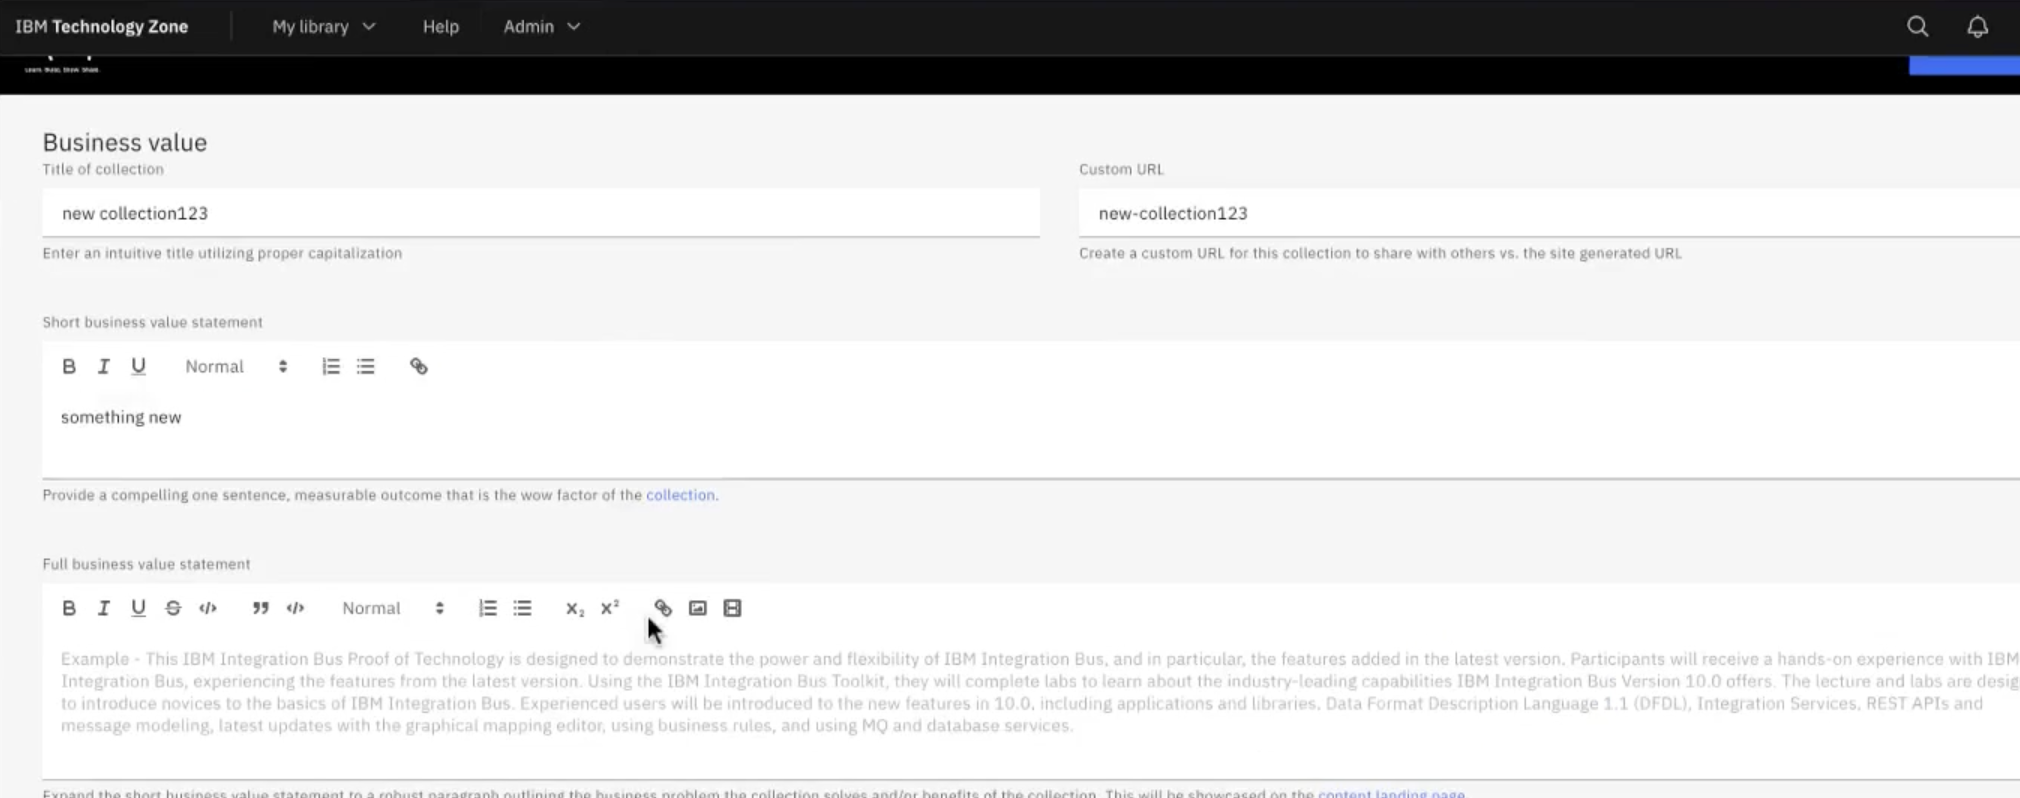 IBM Technology Zone My library Help Admin
Learn. Build. Show. Share.
Business value
Title of collection Custom URL
new collection123 new-collection123
Enter an intuitive title utilizing proper capitalization Create a custom URL for this collection to share with others vs. the site generated URL
Short business value statement
B I U Normal
something new
Provide a compelling one sentence, measurable outcome that is the wow factor of the collection.
Full business value statement
B I U S </> ” </> Normal X₂ X²
Example - This IBM Integration Bus Proof of Technology is designed to demonstrate the power and flexibility of IBM Integration Bus, and in particular, the features added in the latest version. Participants will receive a hands-on experience with IBM
Integration Bus, experiencing the features from the latest version. Using the IBM Integration Bus Toolkit, they will complete labs to learn about the industry-leading capabilities IBM Integration Bus Version 10.0 offers. The lecture and labs are desig
to introduce novices to the basics of IBM Integration Bus. Experienced users will be introduced to the new features in 10.0, including applications and libraries, Data Format Description Language 1.1 (DFDL), Integration Services, REST APIs and
message modeling, latest updates with the graphical mapping editor, using business rules, and using MQ and database services.
Expand the short business value statement to a robust paragraph outlining the business problem the collection solves and/or benefits of the collection. This will be showcased on the content landing page